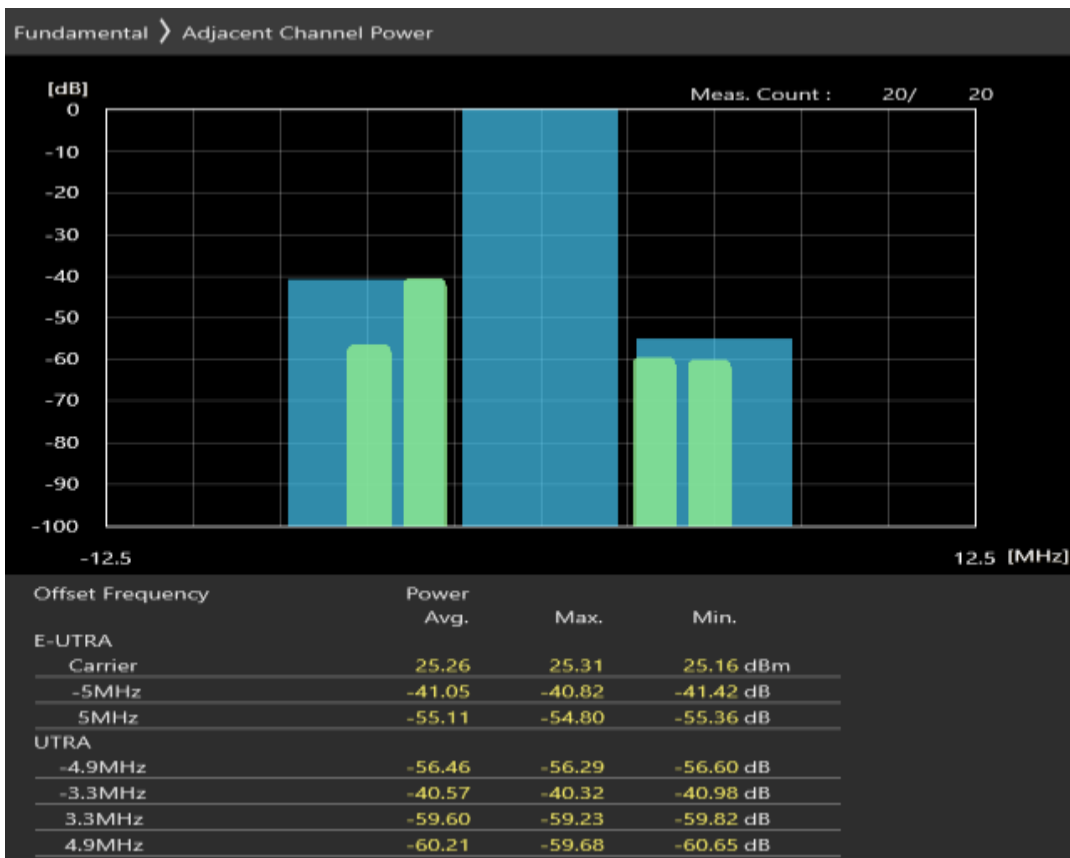 Fundamental 〉 Adjacent Channel Power
[dB]
Meas. Count : 20/ 20
0
-10
-20
-30
-40
-50
-60
-70
-80
-90
-100
-12.5 12.5 [MHz]
Offset Frequency Power
Avg. Max. Min.
E-UTRA
Carrier 25.26 25.31 25.16 dBm
-5MHz -41.05 -40.82 -41.42 dB
5MHz -55.11 -54.80 -55.36 dB
UTRA
-4.9MHz -56.46 -56.29 -56.60 dB
-3.3MHz -40.57 -40.32 -40.98 dB
3.3MHz -59.60 -59.23 -59.82 dB
4.9MHz -60.21 -59.68 -60.65 dB